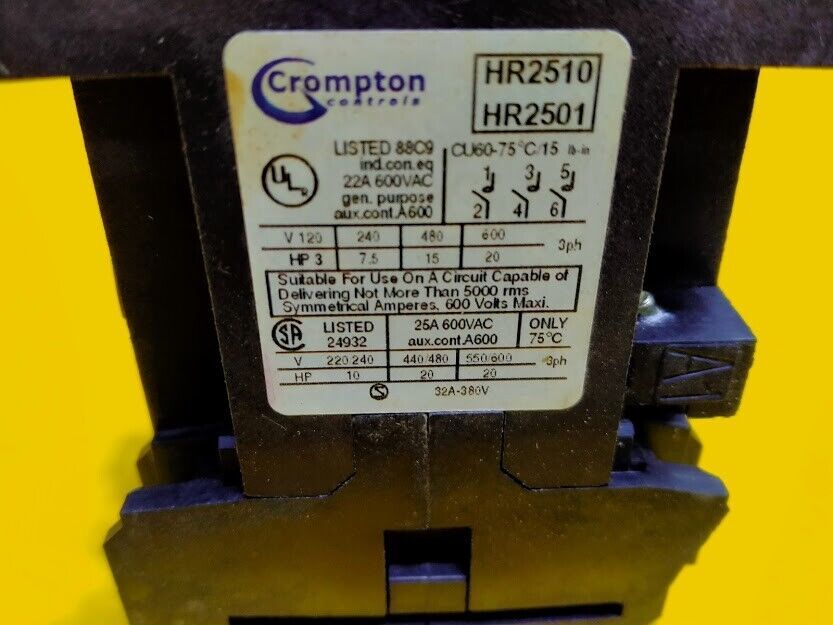 Crompton
controls
HR2510
HR2501
LISTED 88C9
ind.con.eq
22A 600VAC
gen. purpose
aux.cont.A600
UL
CU60-75°C/15 lb-in
1 3 5
2 4 6
V 120 240 480 600
3ph
HP 3 7.5 15 20
Suitable For Use On A Circuit Capable of
Delivering Not More Than 5000 rms
Symmetrical Amperes, 600 Volts Maxi.
SA LISTED 25A 600VAC ONLY
24932 aux.cont.A600 75°C
V 220/240 440/480 550/600
3ph
HP 10 20 20
S 32A-380V
A1